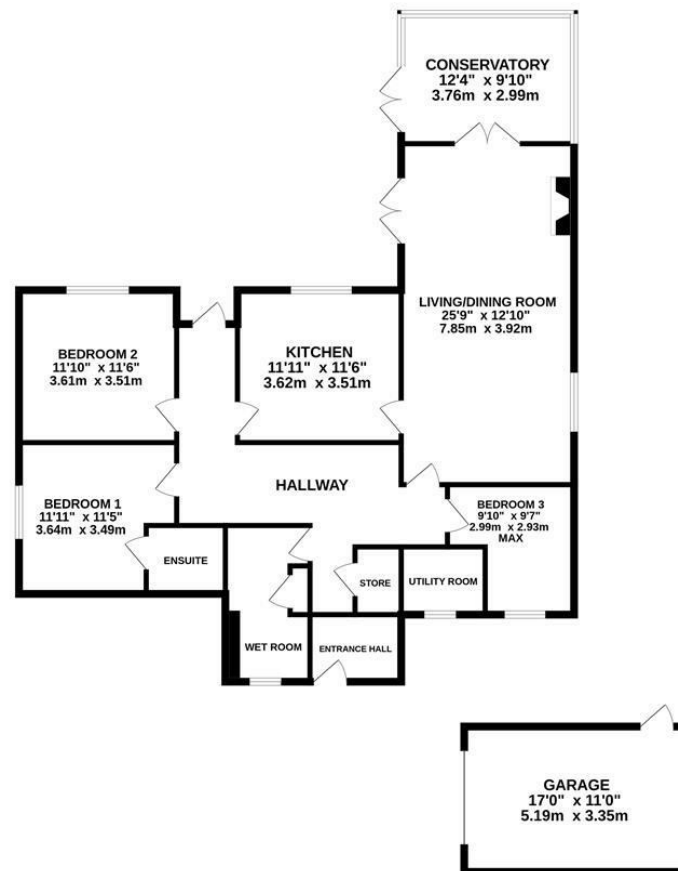 CONSERVATORY
12'4" x 9'10"
3.76m x 2.99m
LIVING/DINING ROOM
25'9" x 12'10"
7.85m x 3.92m
BEDROOM 2
11'10" x 11'6"
3.61m x 3.51m
KITCHEN
11'11" x 11'6"
3.62m x 3.51m
HALLWAY
BEDROOM 1
11'11" x 11'5"
3.64m x 3.49m
BEDROOM 3
9'10" x 9'7"
2.99m x 2.93m
MAX
ENSUITE
STORE
UTILITY ROOM
WET ROOM
ENTRANCE HALL
GARAGE
17'0" x 11'0"
5.19m x 3.35m